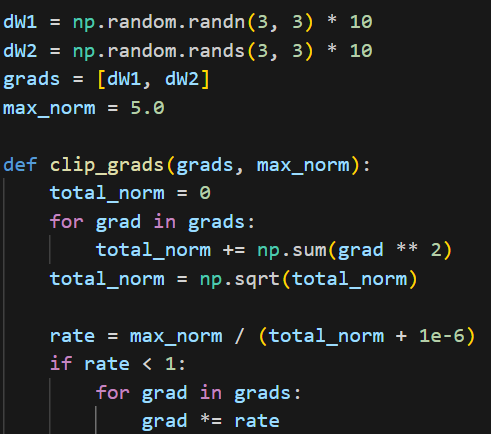 dW1 = np.random.randn(3, 3) * 10
dW2 = np.random.rands(3, 3) * 10
grads = [dW1, dW2]
max_norm = 5.0
def clip_grads(grads, max_norm):
total_norm = 0
for grad in grads:
total_norm += np.sum(grad ** 2)
total_norm = np.sqrt(total_norm)
rate = max_norm / (total_norm + 1e-6)
if rate < 1:
for grad in grads:
grad *= rate